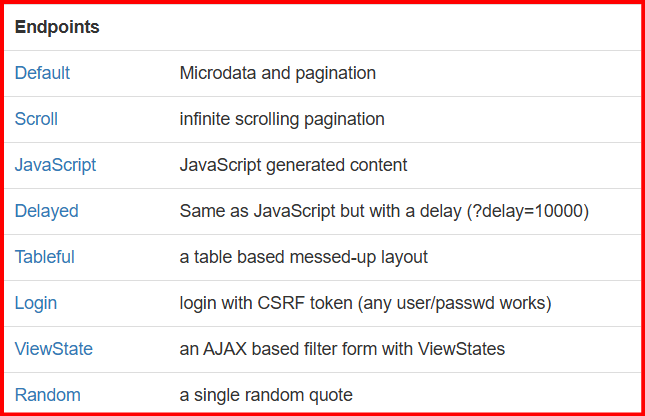 Endpoints
Default Microdata and pagination
Scroll infinite scrolling pagination
JavaScript JavaScript generated content
Delayed Same as JavaScript but with a delay (?delay=10000)
Tableful a table based messed-up layout
Login login with CSRF token (any user/passwd works)
ViewState an AJAX based filter form with ViewStates
Random a single random quote